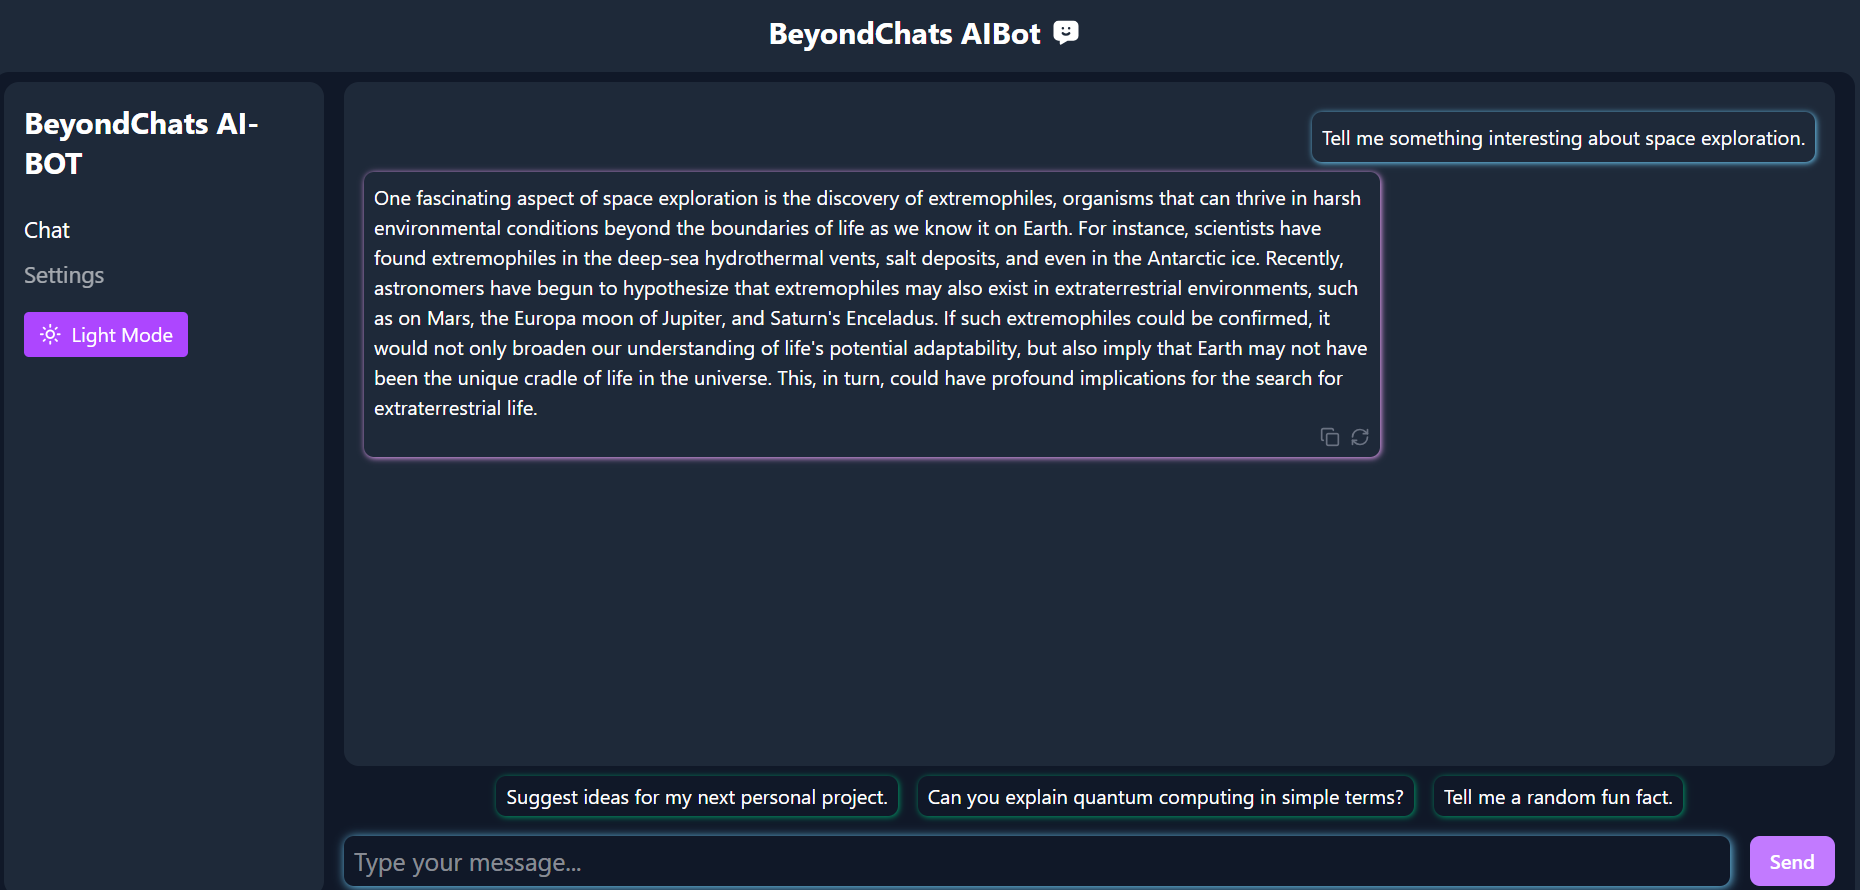 BeyondChats AIBot
BeyondChats AI-
BOT
Chat
Settings
Light Mode
Tell me something interesting about space exploration.
One fascinating aspect of space exploration is the discovery of extremophiles, organisms that can thrive in harsh
environmental conditions beyond the boundaries of life as we know it on Earth. For instance, scientists have
found extremophiles in the deep-sea hydrothermal vents, salt deposits, and even in the Antarctic ice. Recently,
astronomers have begun to hypothesize that extremophiles may also exist in extraterrestrial environments, such
as on Mars, the Europa moon of Jupiter, and Saturn's Enceladus. If such extremophiles could be confirmed, it
would not only broaden our understanding of life's potential adaptability, but also imply that Earth may not have
been the unique cradle of life in the universe. This, in turn, could have profound implications for the search for
extraterrestrial life.
Suggest ideas for my next personal project.
Can you explain quantum computing in simple terms?
Tell me a random fun fact.
Type your message...
Send